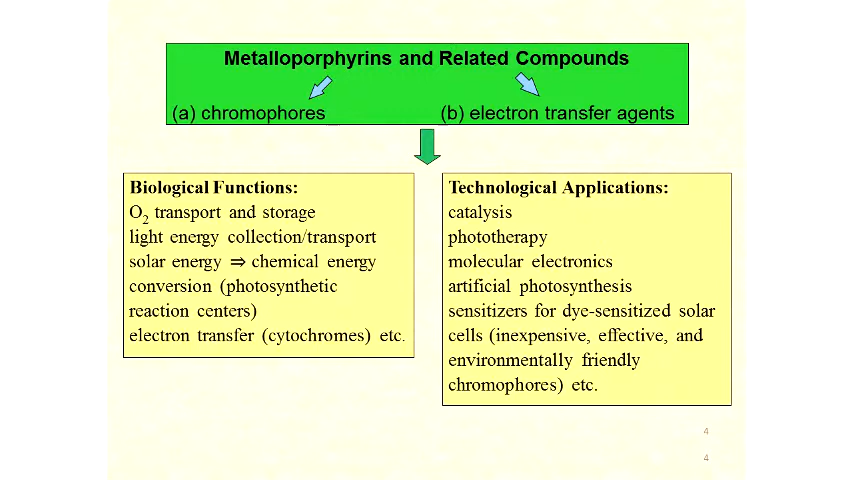 Metalloporphyrins and Related Compounds
(a) chromophores (b) electron transfer agents
Biological Functions:
O2 transport and storage
light energy collection/transport
solar energy ⇒ chemical energy
conversion (photosynthetic
reaction centers)
electron transfer (cytochromes) etc.
Technological Applications:
catalysis
phototherapy
molecular electronics
artificial photosynthesis
sensitizers for dye-sensitized solar
cells (inexpensive, effective, and
environmentally friendly
chromophores) etc.
4
4